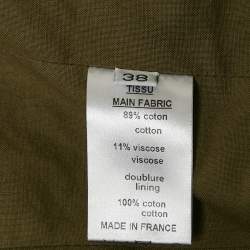 38
TISSU
MAIN FABRIC
89% coton
cotton
11% viscose
viscose
doublure
lining
100% coton
cotton
MADE IN FRANCE